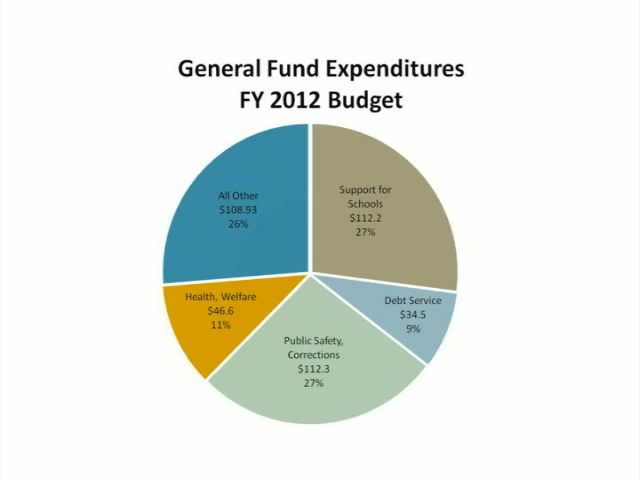 General Fund Expenditures
FY 2012 Budget
All Other
$108.93
26%
Support for
Schools
$112.2
27%
Health, Welfare
$46.6
11%
Debt Service
$34.5
9%
Public Safety,
Corrections
$112.3
27%